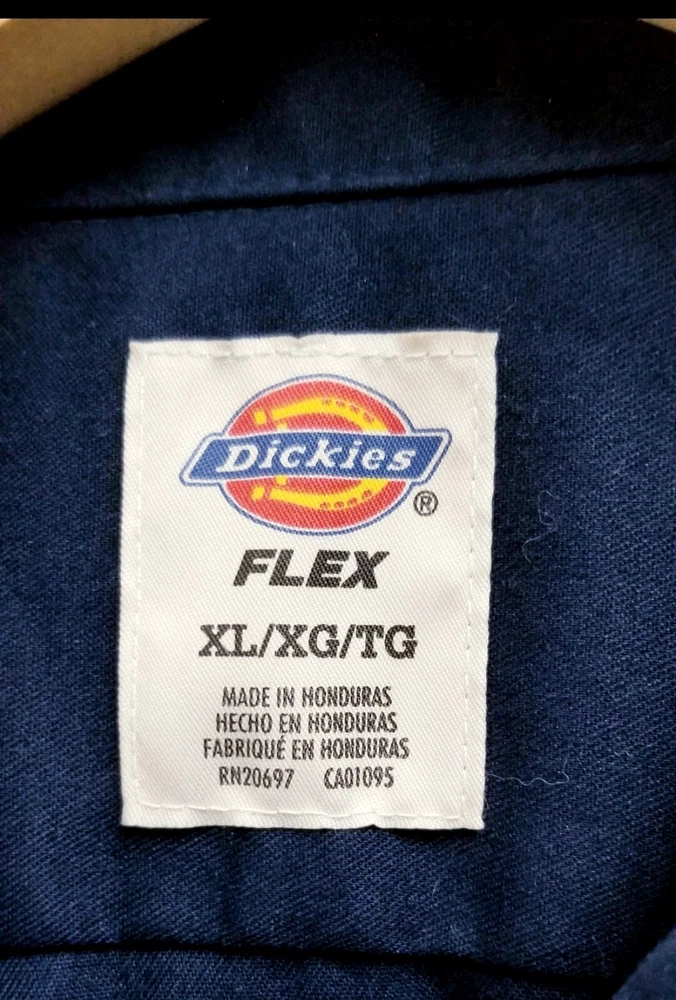 Dickies
®
FLEX
XL/XG/TG
MADE IN HONDURAS
HECHO EN HONDURAS
FABRIQUÉ EN HONDURAS
RN20697 CA01095